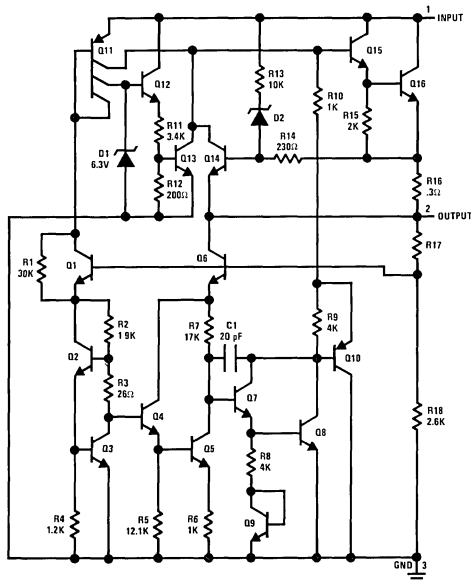 1
INPUT
Q11
Q15
Q12
Q16
R13
10K
R10
1K
R11
3.4K
D2
R15
2K
D1
6.3V
Q13
Q14
R14
230Ω
R12
200Ω
R16
.3Ω
2
OUTPUT
R17
R1
30K
Q1
Q6
R2
1 9K
R7
17K
C1
20 pF
R9
4K
Q10
Q2
R3
26Ω
Q7
Q4
Q5
Q8
R18
2.6K
Q3
R8
4K
R4
1.2K
R5
12.1K
R6
1K
Q9
GND
3